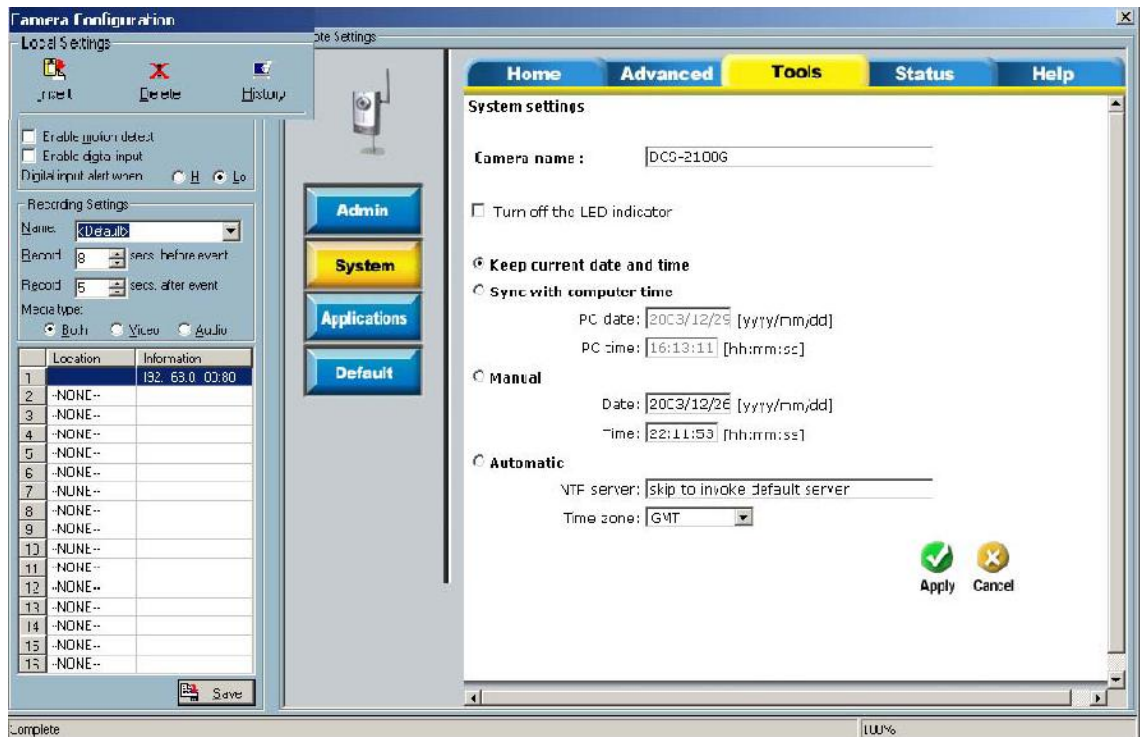 Camera Configuration
Local Settings
Insert
Delete
History
Enable motion detect
Enable digital input
Digital input alert when
H
Lo
Recording Settings
Name:
<Default>
Record
8
secs. before event
Record
5
secs. after event
Media type:
Both
Video
Audio
Location
Information
1
2 --NONE--
3 --NONE--
4 --NONE--
5 --NONE--
6 --NONE--
7 --NONE--
8 --NONE--
9 --NONE--
10 --NONE--
11 --NONE--
12 --NONE--
13 --NONE--
14 --NONE--
15 --NONE--
16 --NONE--
Save
Complete
ote Settings
Admin
System
Applications
Default
Home
Advanced
Tools
Status
Help
System settings
Camera name :
DCS-2100G
Turn off the LED indicator
Keep current date and time
Sync with computer time
PC date: 2003/12/29 [yyyy/mm/dd]
PC time: 16:13:11 [hh:mm:ss]
Manual
Date: 2003/12/26 [yyyy/mm/dd]
Time: 22:11:53 [hh:mm:ss]
Automatic
NTP server: skip to invoke default server
Time zone: GMT
Apply
Cancel
100%